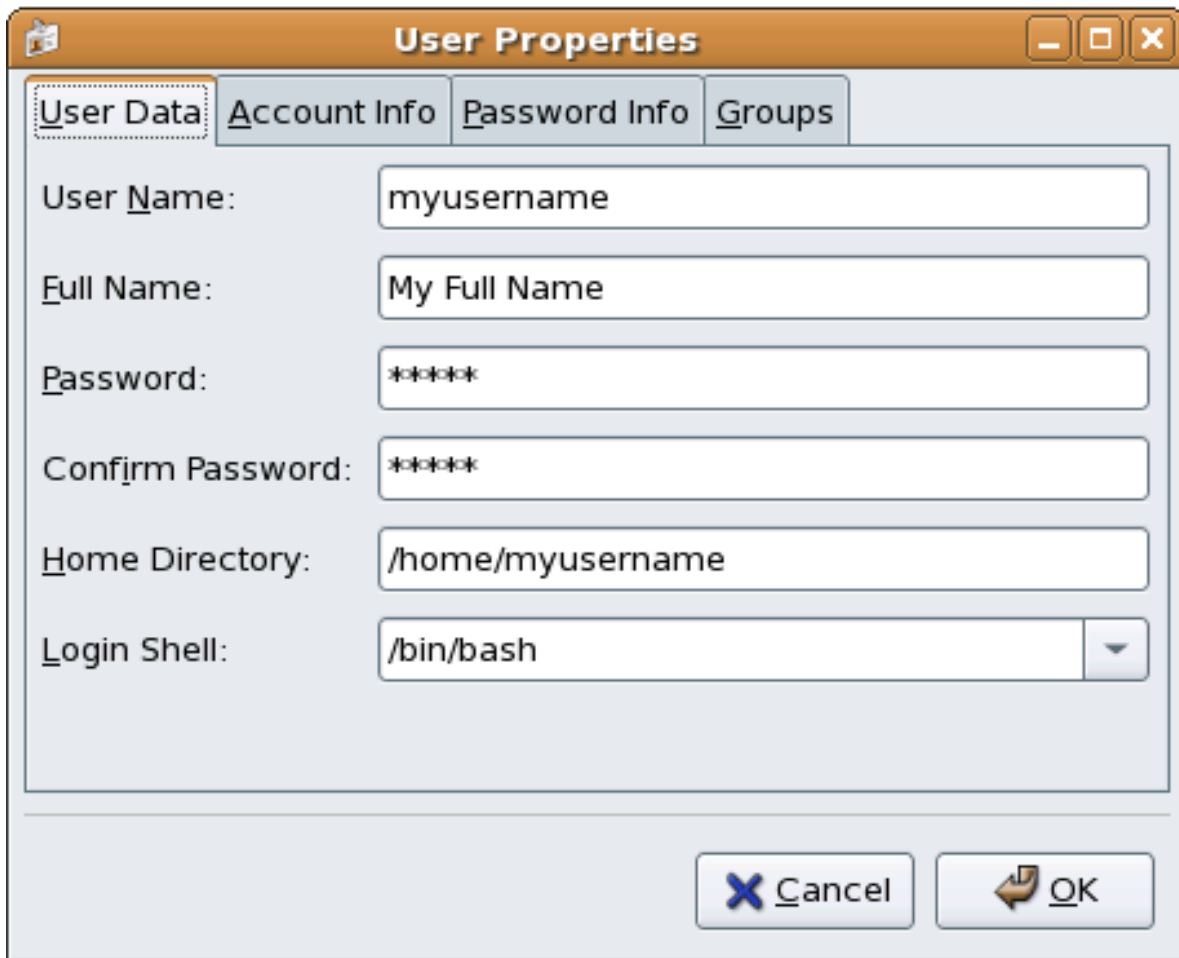 User Properties
User Data Account Info Password Info Groups
User Name: myusername
Full Name: My Full Name
Password: *****
Confirm Password: *****
Home Directory: /home/myusername
Login Shell: /bin/bash
Cancel OK